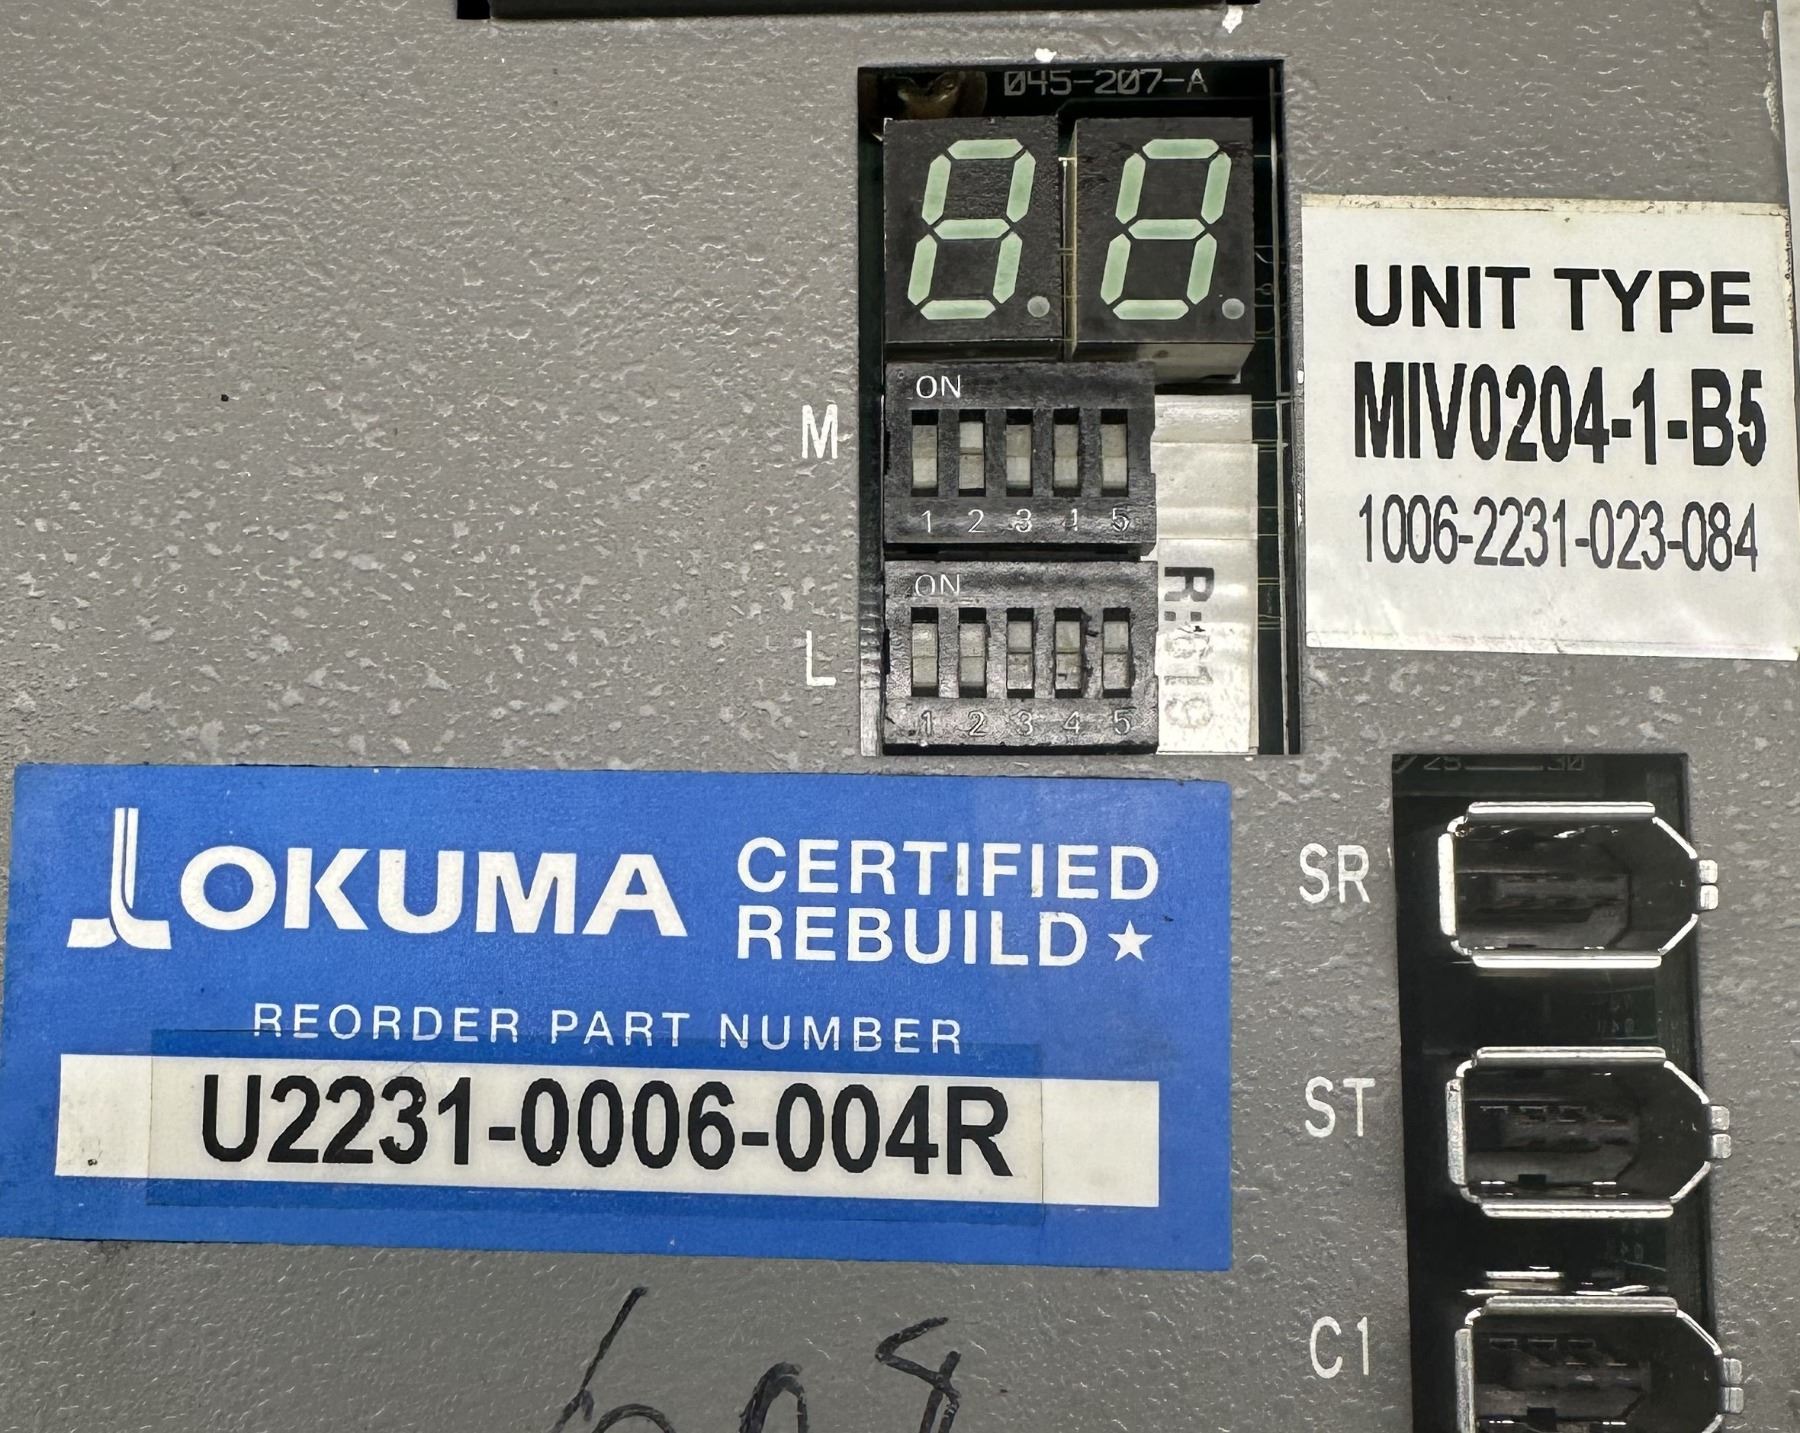 045-207-A
UNIT TYPE
MIV0204-1-B5
1006-2231-023-084
M
ON
1 2 3 4 5
L
ON
1 2 3 4 5
R:019
OKUMA
CERTIFIED
REBUILD
REORDER PART NUMBER
U2231-0006-004R
SR
ST
C1